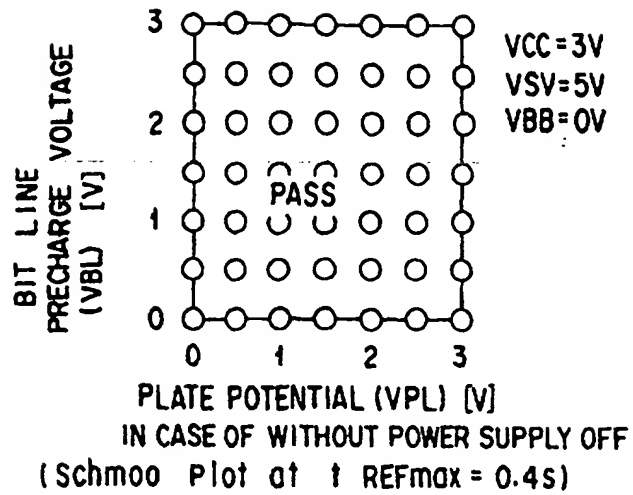 3
2
1
0
BIT LINE
PRECHARGE VOLTAGE
(VBL) [V]
VCC=3V
VSV=5V
VBB=0V
PASS
0 1 2 3
PLATE POTENTIAL (VPL) [V]
IN CASE OF WITHOUT POWER SUPPLY OFF
(Schmoo Plot at t REFmax = 0.4s)